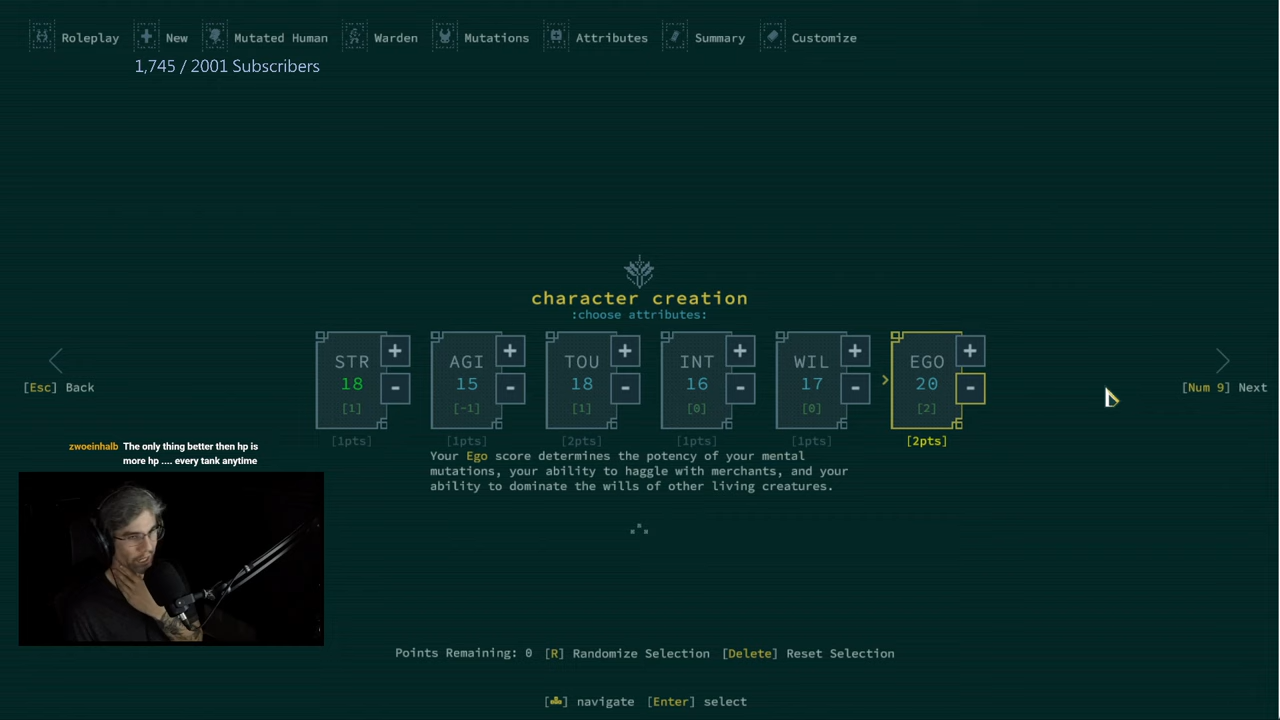 Roleplay New Mutated Human Warden Mutations Attributes Summary Customize
1,745 / 2001 Subscribers
character creation
:choose attributes:
STR AGI TOU INT WIL EGO
18 15 18 16 17 20
[1] [-1] [1] [0] [0] [2]
+ + + + + +
- - - - - -
[1pts] [1pts] [2pts] [1pts] [1pts] [2pts]
[Esc] Back
[Num 9] Next
Your Ego score determines the potency of your mental
mutations, your ability to haggle with merchants, and your
ability to dominate the wills of other living creatures.
zwoeinhalb The only thing better then hp is
more hp .... every tank anytime
Points Remaining: 0 [R] Randomize Selection [Delete] Reset Selection
navigate [Enter] select